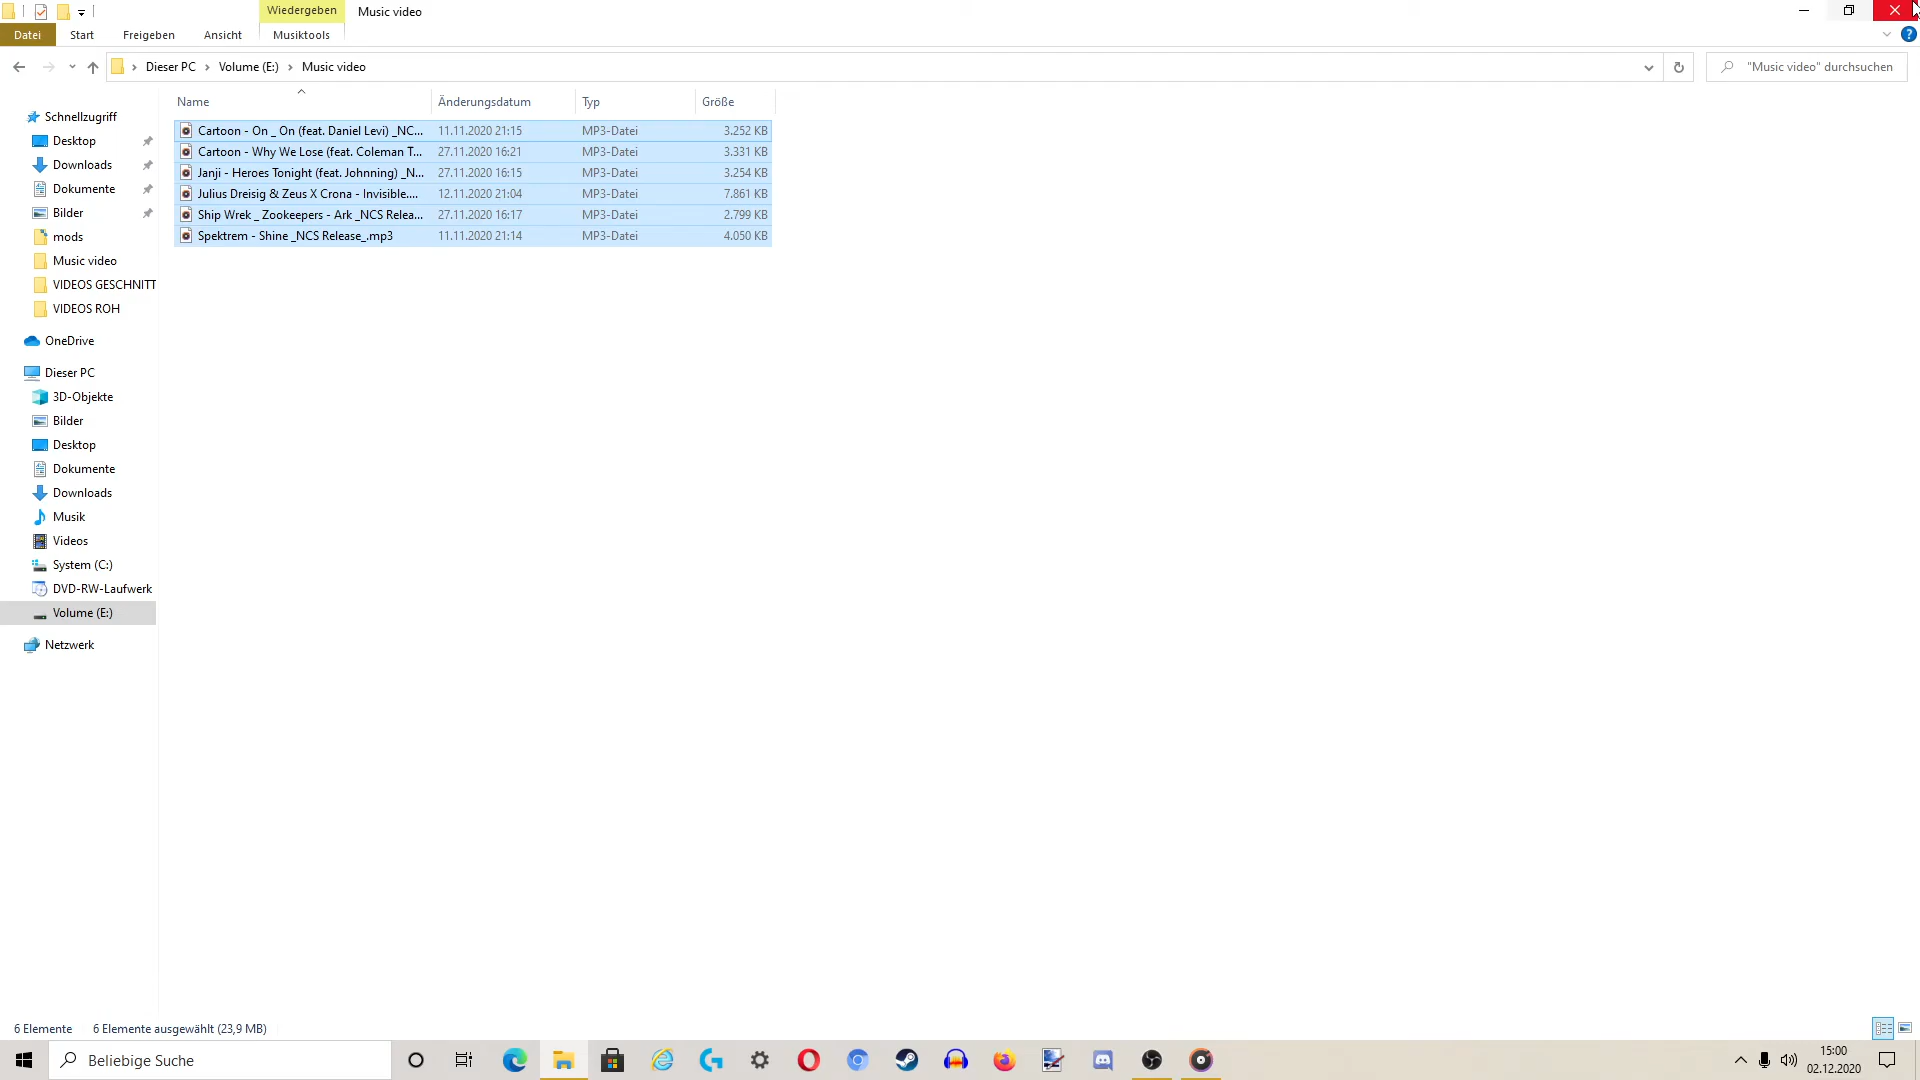 Wiedergeben
Music video
Datei
Start
Freigeben
Ansicht
Musiktools
?
Dieser PC > Volume (E:) > Music video
"Music video" durchsuchen
Name
Änderungsdatum
Typ
Größe
Cartoon - On _ On (feat. Daniel Levi) _NC... 11.11.2020 21:15 MP3-Datei 3.252 KB
Cartoon - Why We Lose (feat. Coleman T... 27.11.2020 16:21 MP3-Datei 3.331 KB
Janji - Heroes Tonight (feat. Johnning) _N... 27.11.2020 16:15 MP3-Datei 3.254 KB
Julius Dreisig & Zeus X Crona - Invisible.... 12.11.2020 21:04 MP3-Datei 7.861 KB
Ship Wrek _ Zookeepers - Ark _NCS Relea... 27.11.2020 16:17 MP3-Datei 2.799 KB
Spektrem - Shine _NCS Release_.mp3 11.11.2020 21:14 MP3-Datei 4.050 KB
Schnellzugriff
Desktop
Downloads
Dokumente
Bilder
mods
Music video
VIDEOS GESCHNITT
VIDEOS ROH
OneDrive
Dieser PC
3D-Objekte
Bilder
Desktop
Dokumente
Downloads
Musik
Videos
System (C:)
DVD-RW-Laufwerk
Volume (E:)
Netzwerk
6 Elemente
6 Elemente ausgewählt (23,9 MB)
Beliebige Suche
15:00
02.12.2020